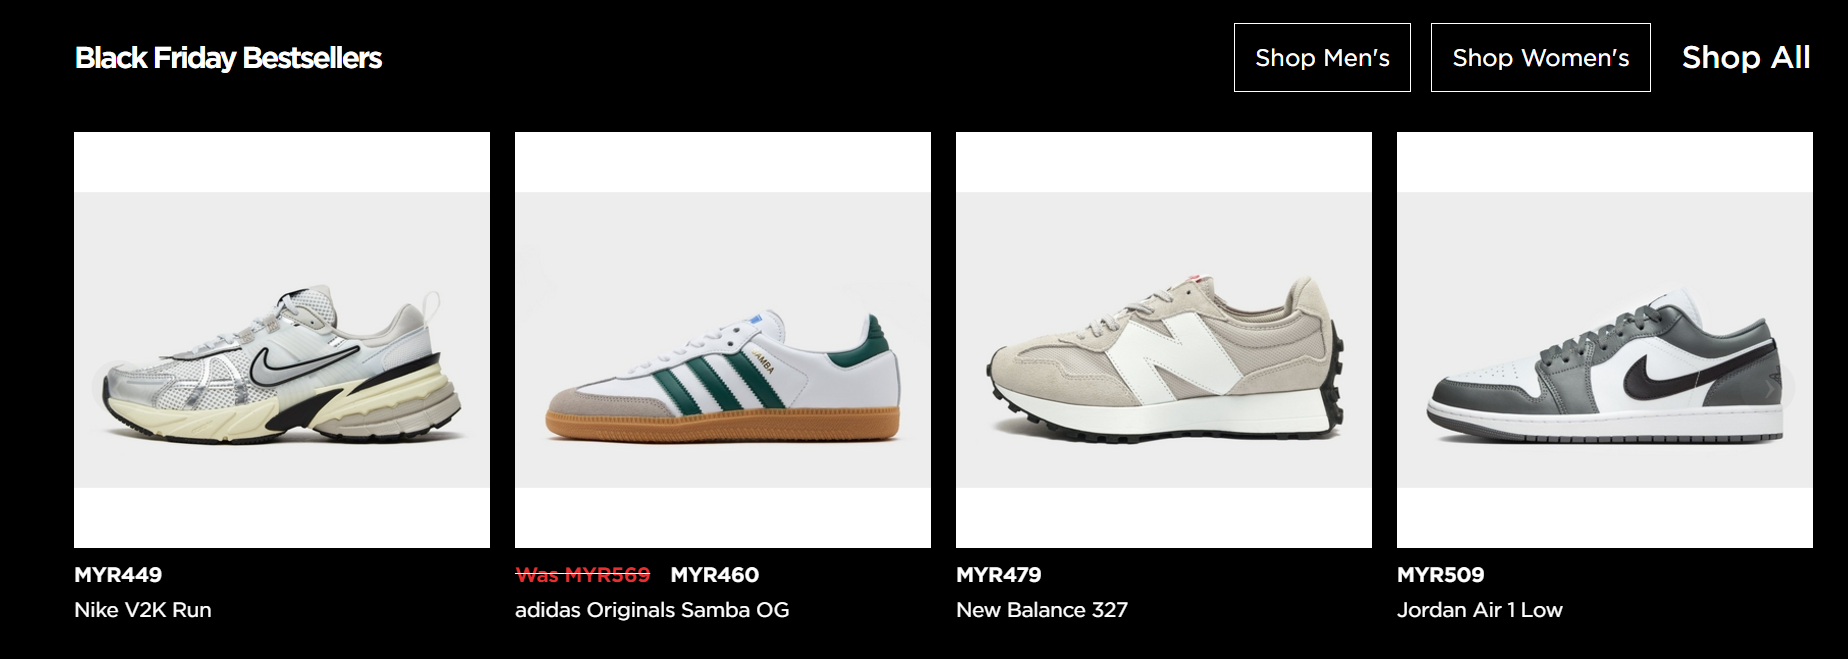 Black Friday Bestsellers
Shop Men's
Shop Women's
Shop All
SAMBA
MYR449
Nike V2K Run
Was MYR569 MYR460
adidas Originals Samba OG
MYR479
New Balance 327
MYR509
Jordan Air 1 Low